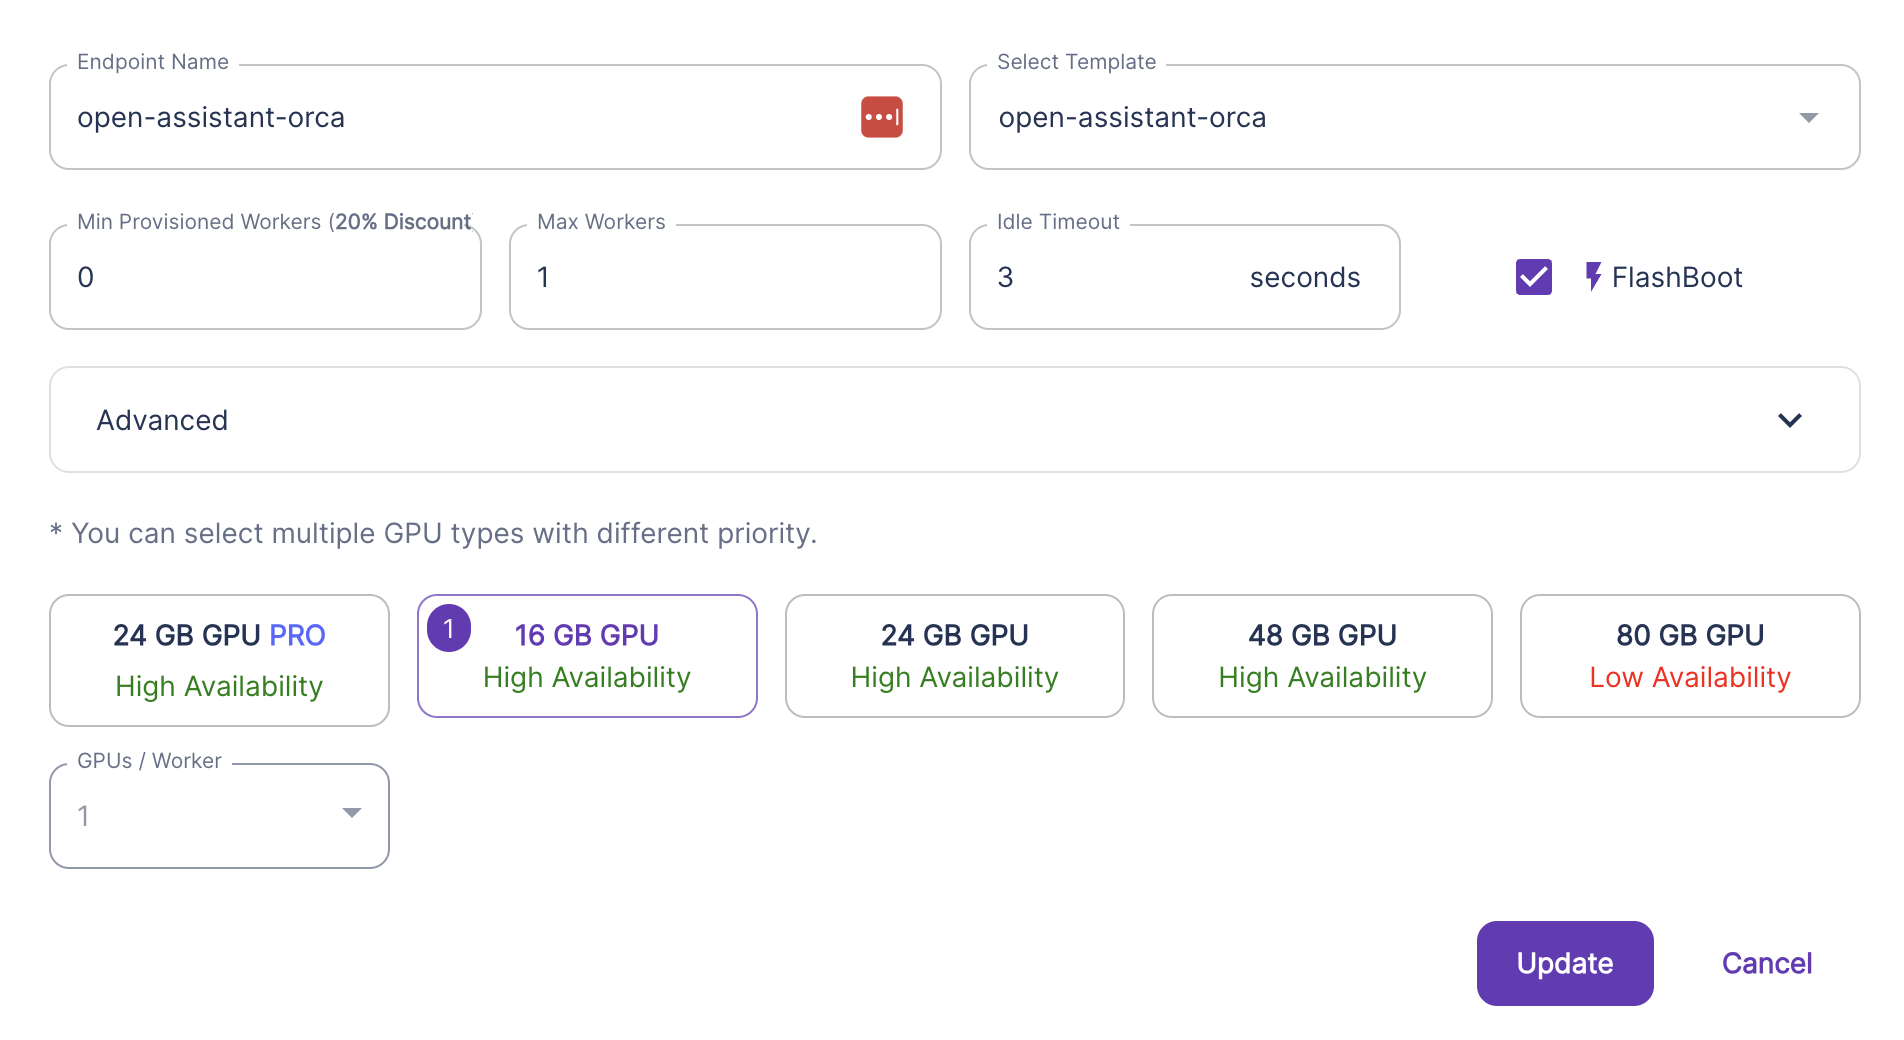 Endpoint Name
open-assistant-orca
Select Template
open-assistant-orca
Min Provisioned Workers (20% Discount
0
Max Workers
1
Idle Timeout
3 seconds
FlashBoot
Advanced
* You can select multiple GPU types with different priority.
24 GB GPU PRO
High Availability
1
16 GB GPU
High Availability
24 GB GPU
High Availability
48 GB GPU
High Availability
80 GB GPU
Low Availability
GPUs / Worker
1
Update
Cancel